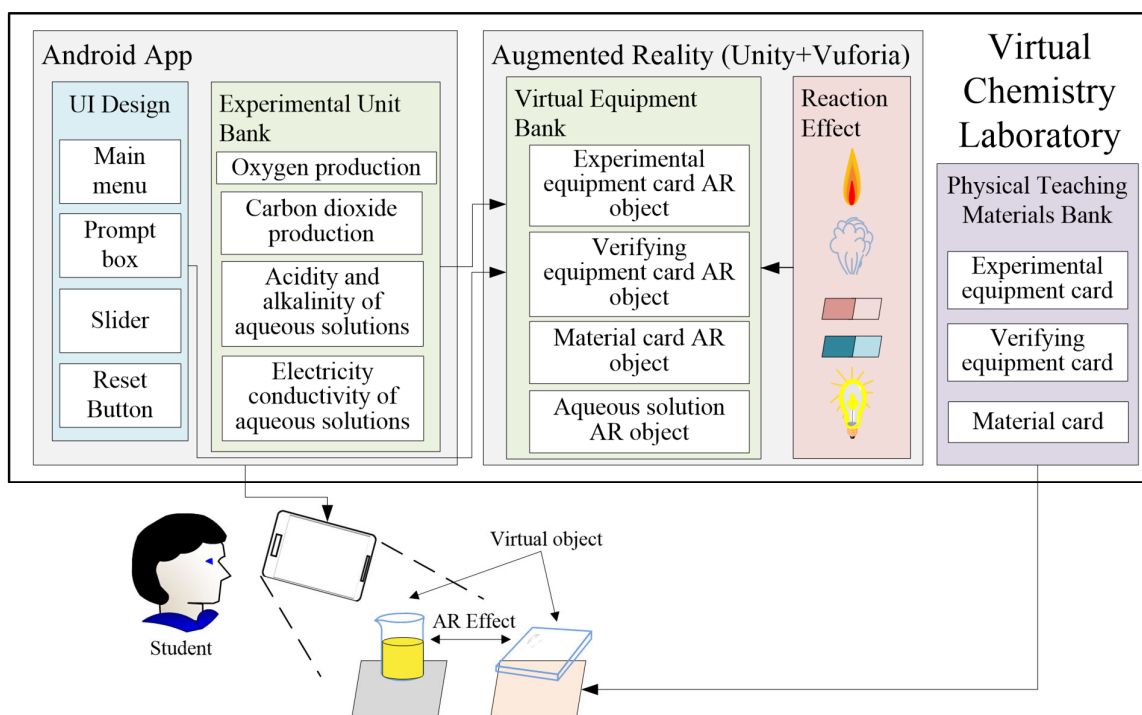 Android App
UI Design
Main
menu
Prompt
box
Slider
Reset
Button
Experimental Unit
Bank
Oxygen production
Carbon dioxide
production
Acidity and
alkalinity of
aqueous solutions
Electricity
conductivity of
aqueous solutions
Augmented Reality (Unity+Vuforia)
Virtual Equipment
Bank
Experimental
equipment card AR
object
Verifying
equipment card AR
object
Material card AR
object
Aqueous solution
AR object
Reaction
Effect
Virtual
Chemistry
Laboratory
Physical Teaching
Materials Bank
Experimental
equipment card
Verifying
equipment card
Material card
Student
Virtual object
AR Effect